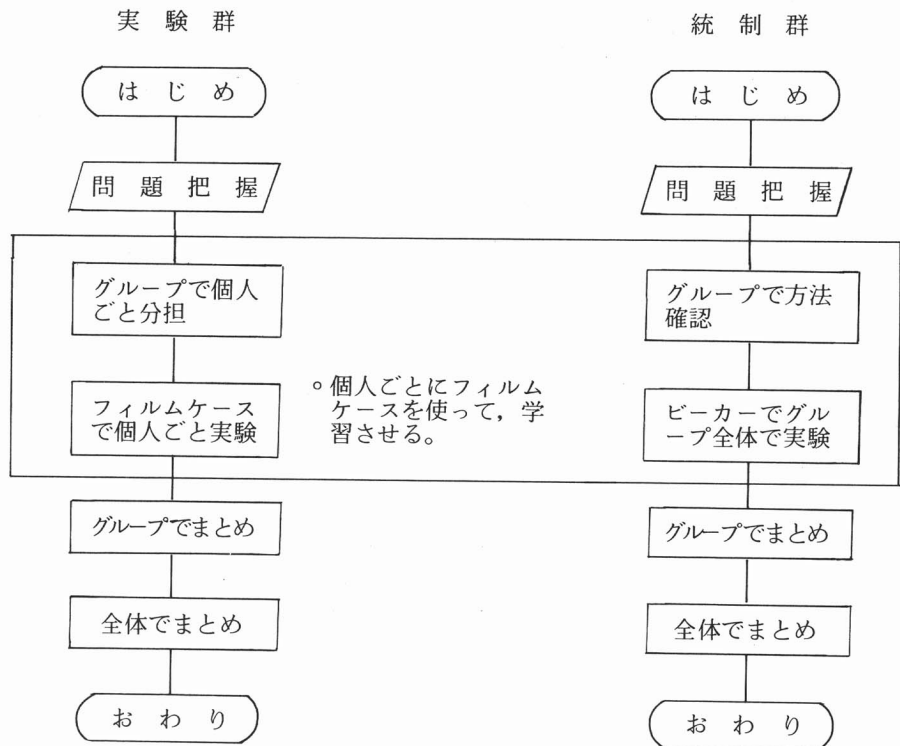 実験群
はじめ
問題把握
グループで個人
ごと分担
フィルムケース
で個人ごと実験
グループでまとめ
全体でまとめ
おわり
○個人ごとにフィルム
ケースを使って，学
習させる。
統制群
はじめ
問題把握
グループで方法
確認
ビーカーでグル
ープ全体で実験
グループでまとめ
全体でまとめ
おわり